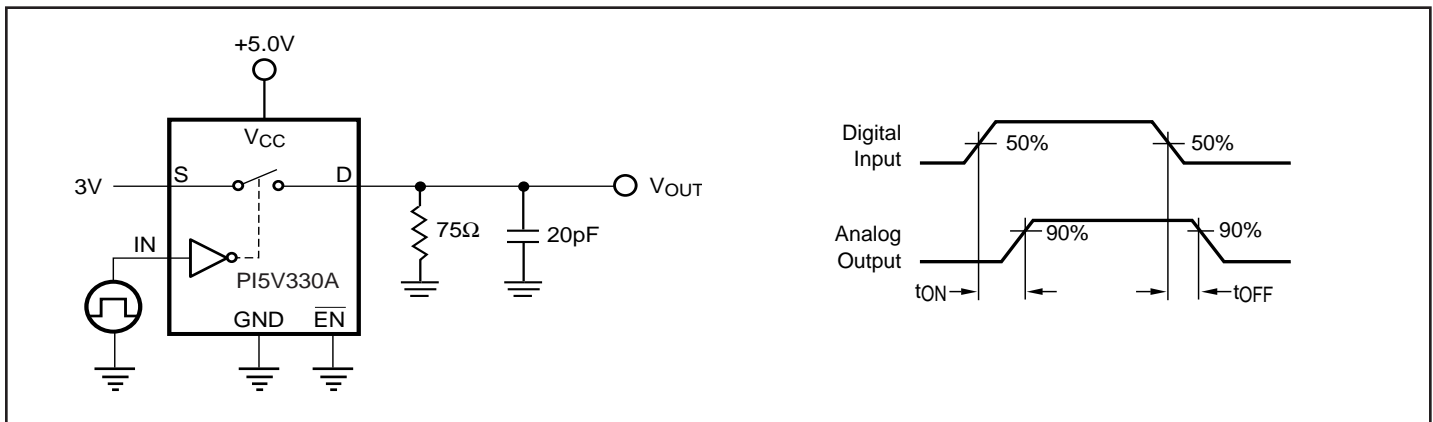 +5.0V
VCC
S
D
3V
VOUT
75Ω
20pF
IN
PI5V330A
GND
EN
Digital
Input
50%
50%
Analog
Output
90%
90%
tON
tOFF